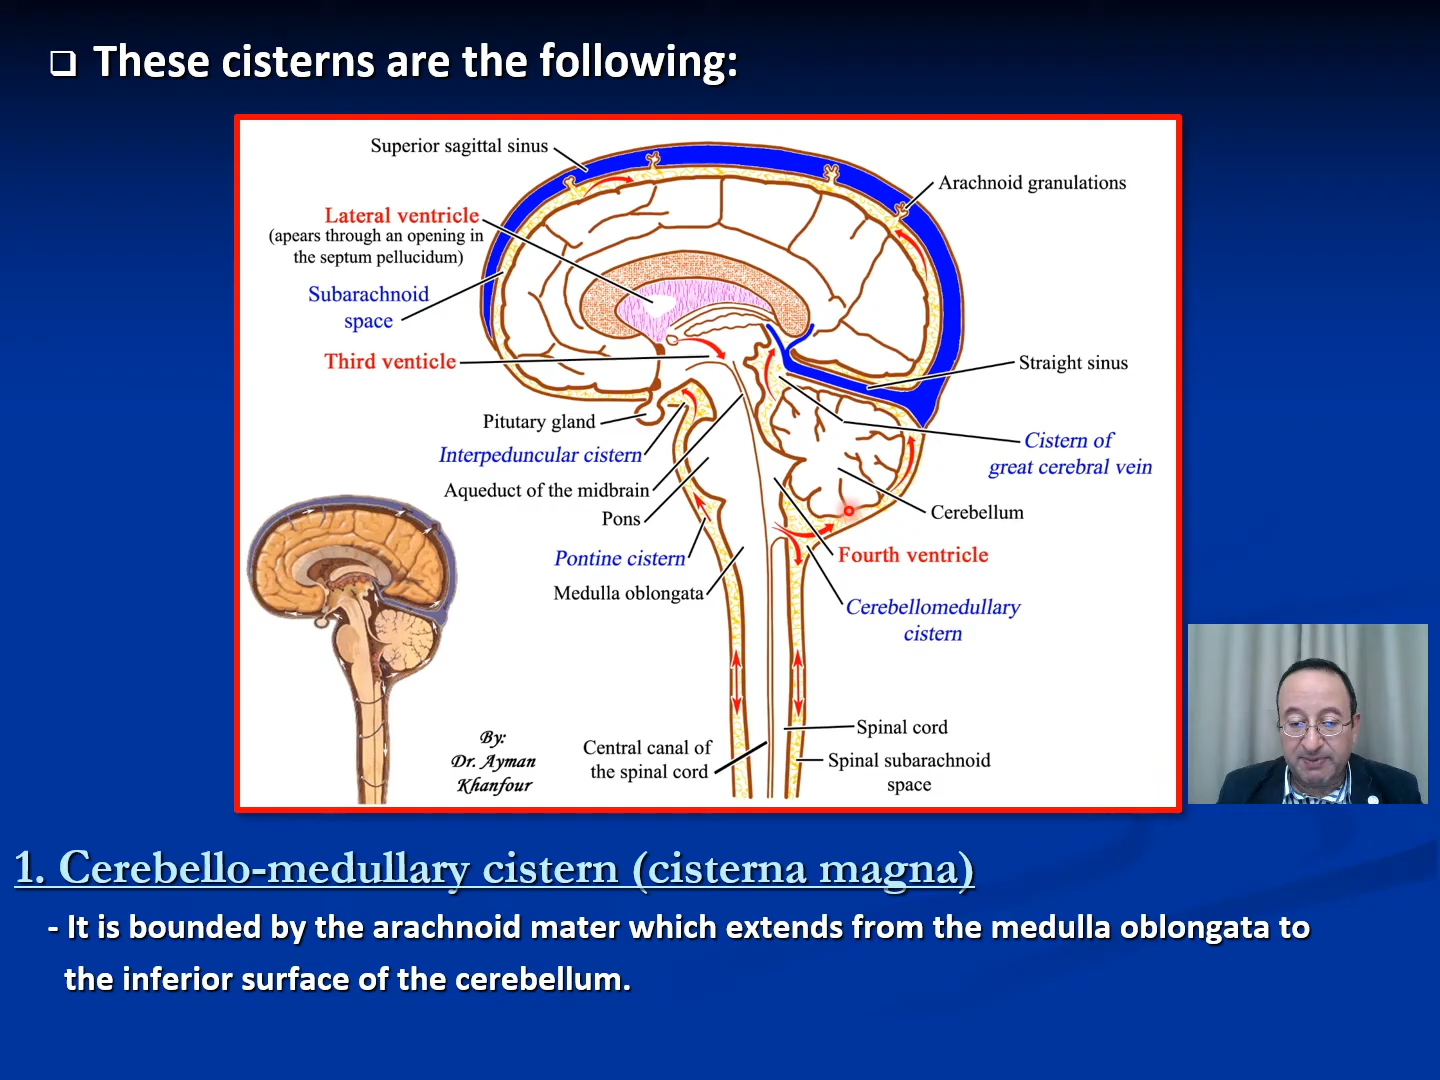 These cisterns are the following:
Superior sagittal sinus
Arachnoid granulations
Lateral ventricle
(apears through an opening in
the septum pellucidum)
Subarachnoid
space
Third venticle
Straight sinus
Pitutary gland
Interpeduncular cistern
Cistern of
great cerebral vein
Aqueduct of the midbrain
Cerebellum
Pons
Pontine cistern
Fourth ventricle
Medulla oblongata
Cerebellomedullary
cistern
By:
Dr. Ayman
Khanfour
Central canal of
the spinal cord
Spinal cord
Spinal subarachnoid
space
1. Cerebello-medullary cistern (cisterna magna)
- It is bounded by the arachnoid mater which extends from the medulla oblongata to
the inferior surface of the cerebellum.